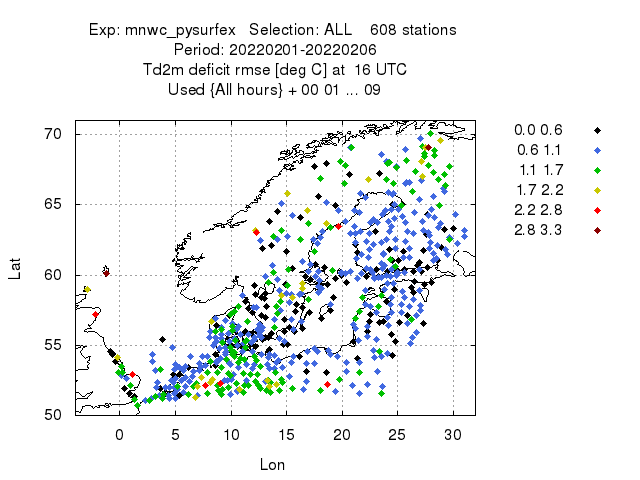 Exp: mnwc_pysurfex   Selection: ALL    608 stations
Period: 20220201-20220206
Td2m deficit rmse [deg C] at  16 UTC
Used {All hours} + 00 01 ... 09
70
65
60
55
50
Lat
0 5 10 15 20 25 30
Lon
0.0 0.6
0.6 1.1
1.1 1.7
1.7 2.2
2.2 2.8
2.8 3.3